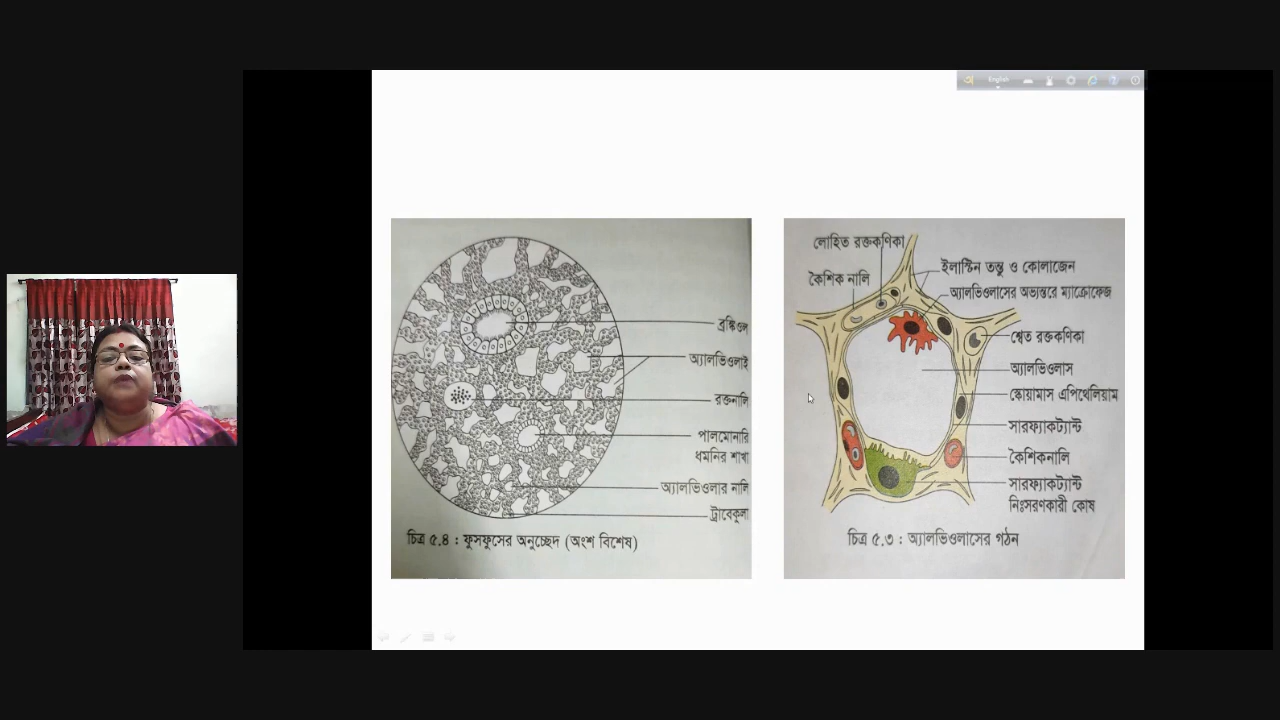 English
ব্রঙ্কিওল
অ্যালভিওলাই
রক্তনালি
পালমোনারি
ধমনির শাখা
অ্যালভিওলার নালি
ট্রাবেকুলা
চিত্র ৫.৪ : ফুসফুসের অনুচ্ছেদ (অংশ বিশেষ)
লোহিত রক্তকণিকা
কৈশিক নালি
ইলাস্টিন তন্তু ও কোলাজেন
অ্যালভিওলাসের অভ্যন্তরে ম্যাক্রোফেজ
শ্বেত রক্তকণিকা
অ্যালভিওলাস
স্কোয়ামাস এপিথেলিয়াম
সারফ্যাকট্যান্ট
কৈশিকনালি
সারফ্যাকট্যান্ট
নিঃসরণকারী কোষ
চিত্র ৫.৩ : অ্যালভিওলাসের গঠন